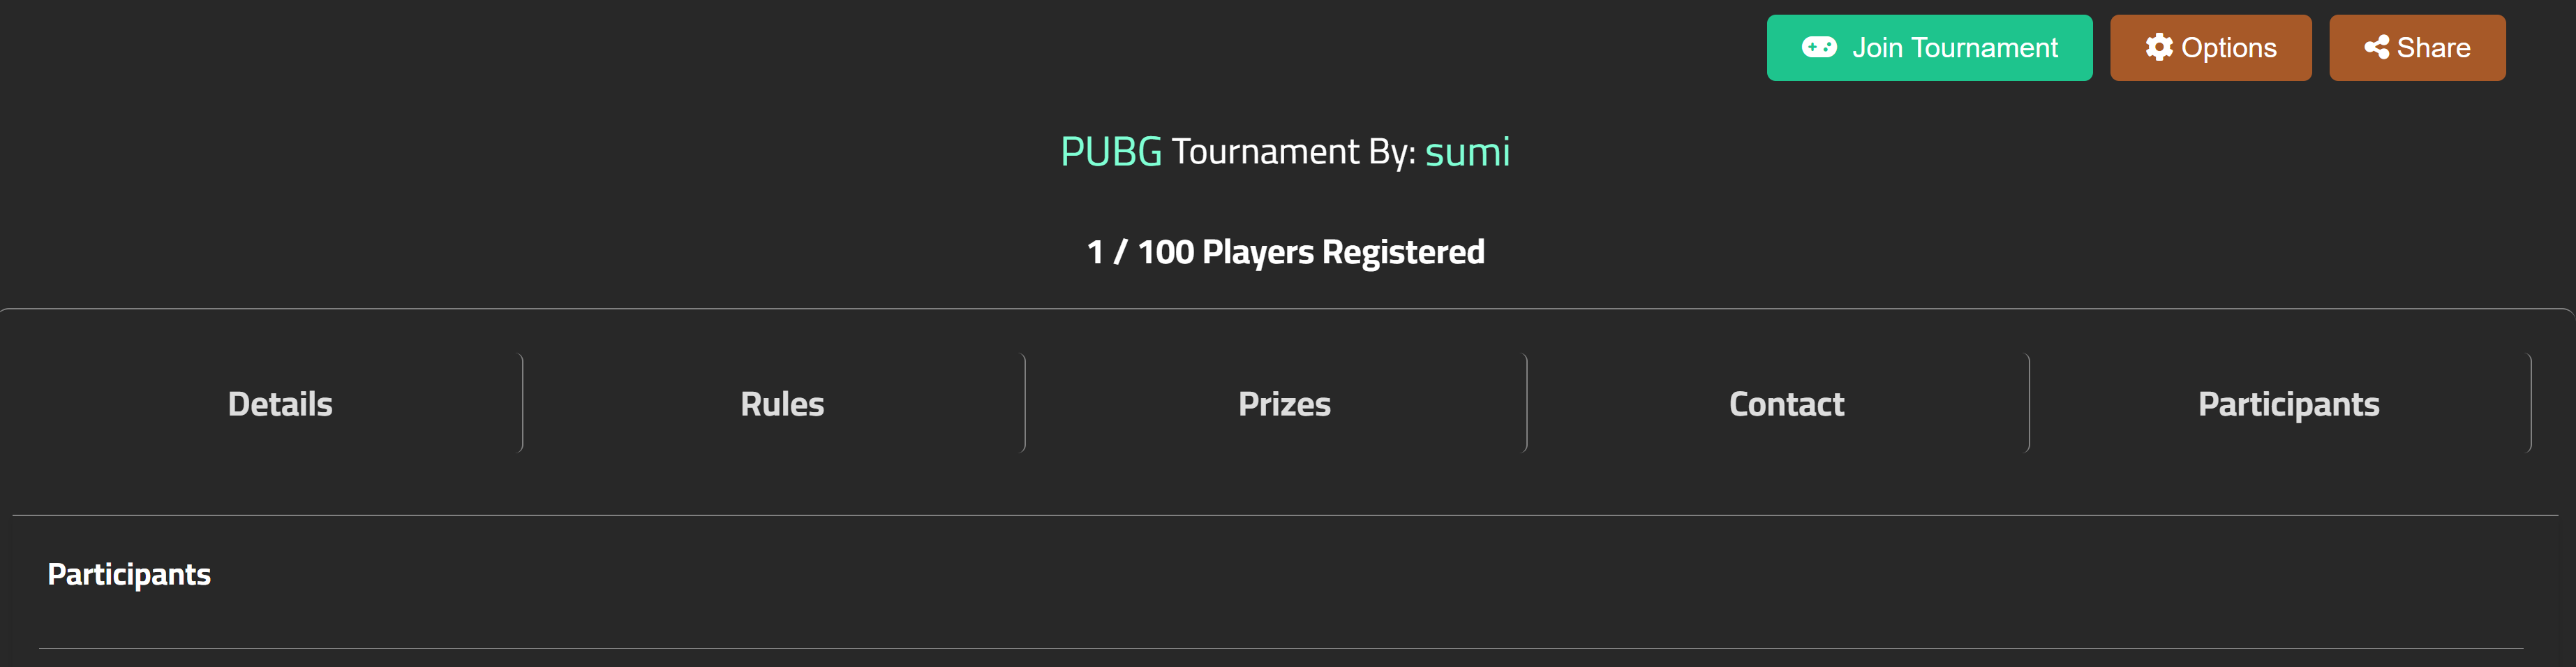 Join Tournament Options Share
PUBG Tournament By: sumi
1 / 100 Players Registered
Details Rules Prizes Contact Participants
Participants